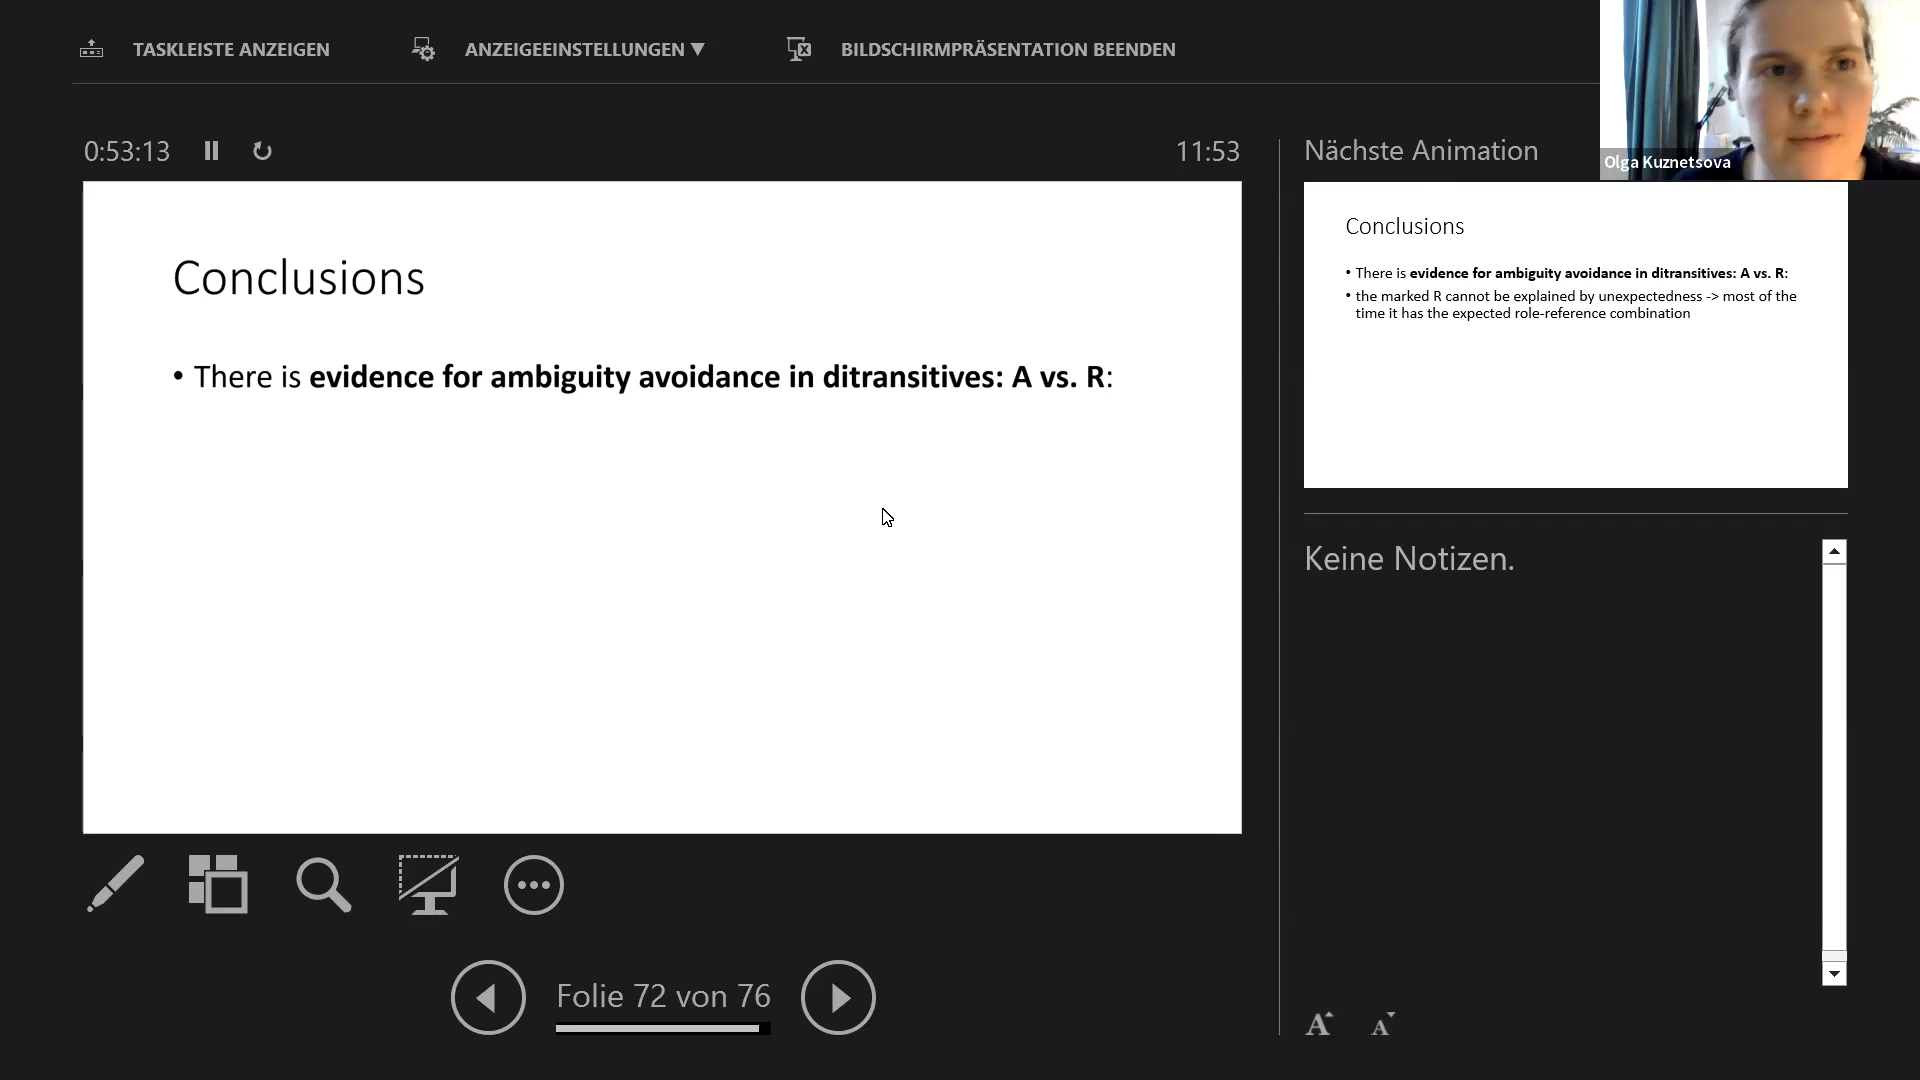 TASKLEISTE ANZEIGEN
ANZEIGEEINSTELLUNGEN ▼
BILDSCHIRMPRÄSENTATION BEENDEN
0:53:13
11:53
Conclusions
• There is evidence for ambiguity avoidance in ditransitives: A vs. R:
Folie 72 von 76
Nächste Animation
Olga Kuznetsova
Conclusions
• There is evidence for ambiguity avoidance in ditransitives: A vs. R:
• the marked R cannot be explained by unexpectedness -> most of the
time it has the expected role-reference combination
Keine Notizen.
A A